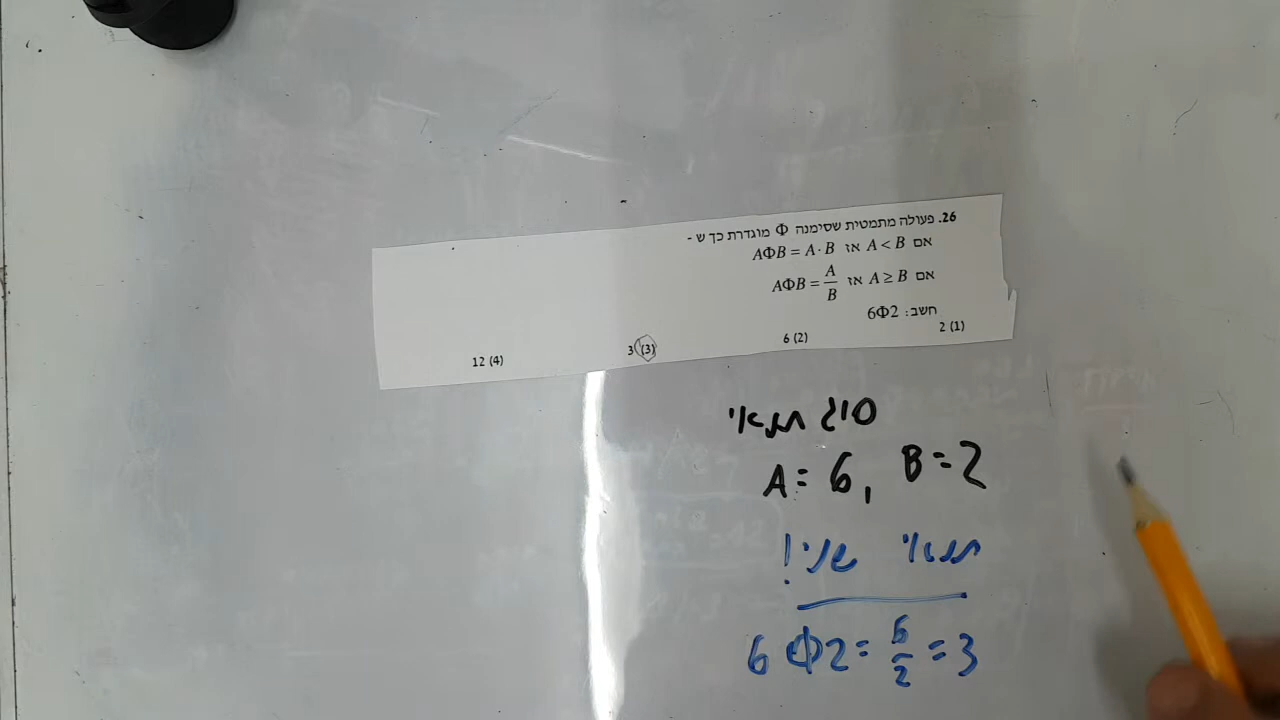 26. פעולה מתמטית שסימנה Φ מוגדרת כך ש -
אם A < B אז AΦB = A · B
אם A ≥ B אז AΦB = A/B
חשב: 6Φ2
(1) 2 (2) 6 (3) 3 (4) 12
סוג תנאי
A = 6, B = 2
תנאי שני!
6Φ2 = 6/2 = 3